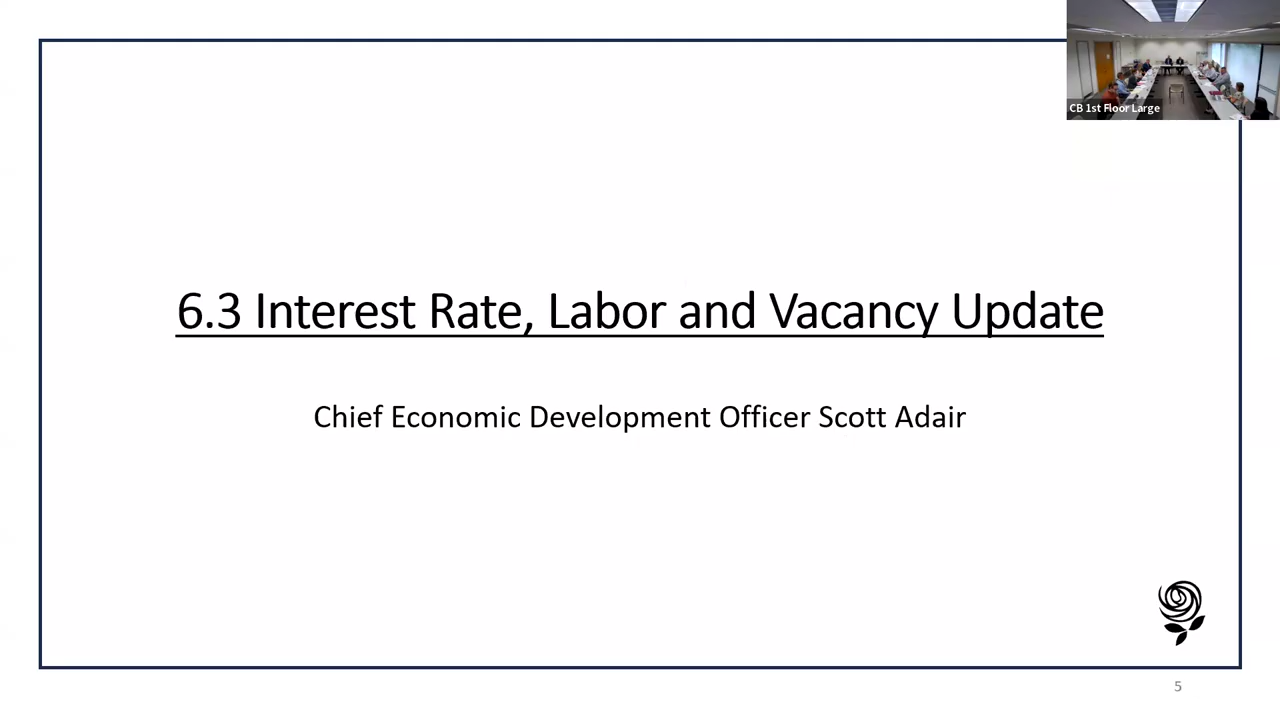 CB 1st Floor Large
6.3 Interest Rate, Labor and Vacancy Update
Chief Economic Development Officer Scott Adair
5